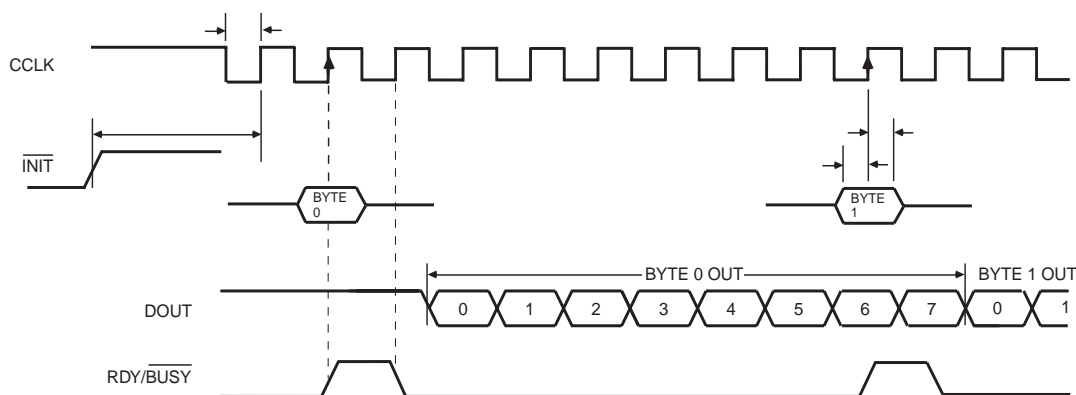 CCLK
INIT
BYTE
0
BYTE
1
BYTE 0 OUT
BYTE 1 OUT
DOUT
0 1 2 3 4 5 6 7 0 1
RDY/BUSY